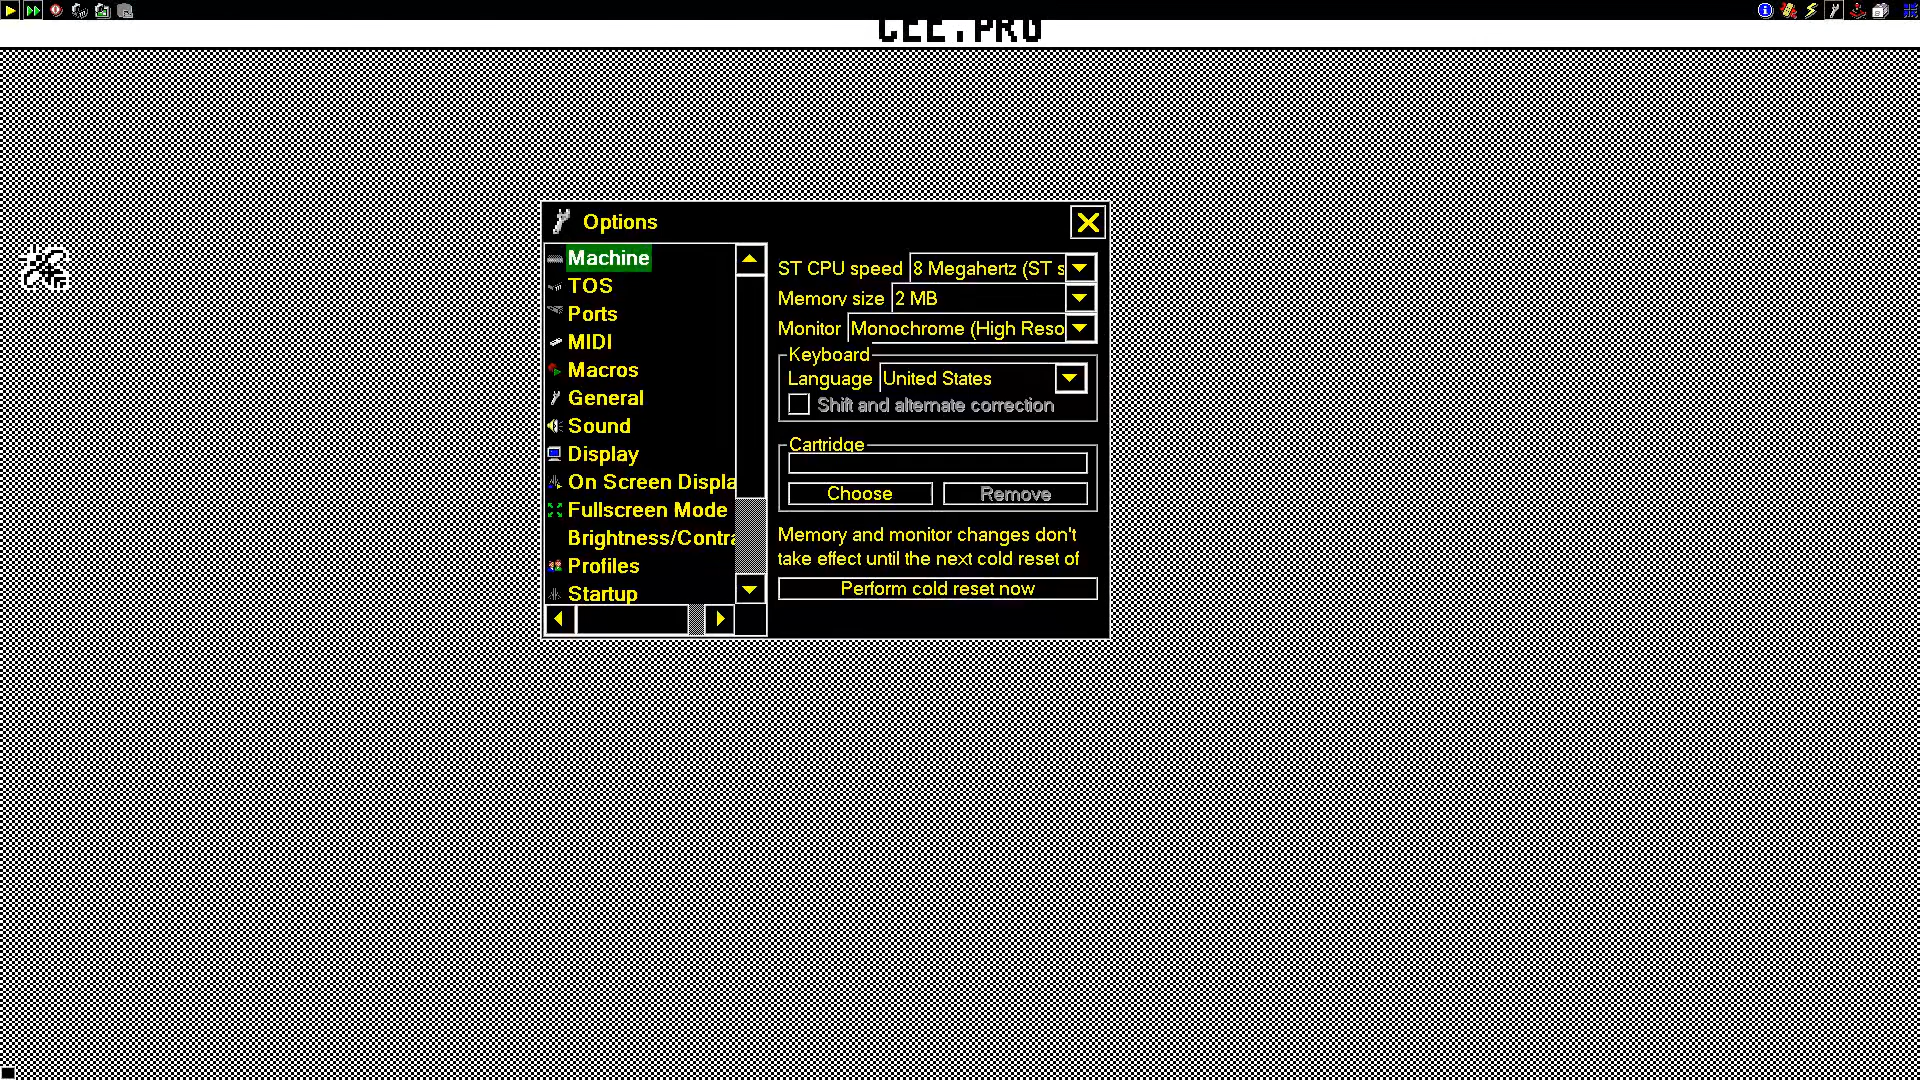 GEE.PRO
Options
Machine
TOS
Ports
MIDI
Macros
General
Sound
Display
On Screen Displa
Fullscreen Mode
Brightness/Contra
Profiles
Startup
ST CPU speed 8 Megahertz (ST s
Memory size 2 MB
Monitor Monochrome (High Reso
Keyboard
Language United States
Shift and alternate correction
Cartridge
Choose Remove
Memory and monitor changes don't
take effect until the next cold reset of
Perform cold reset now